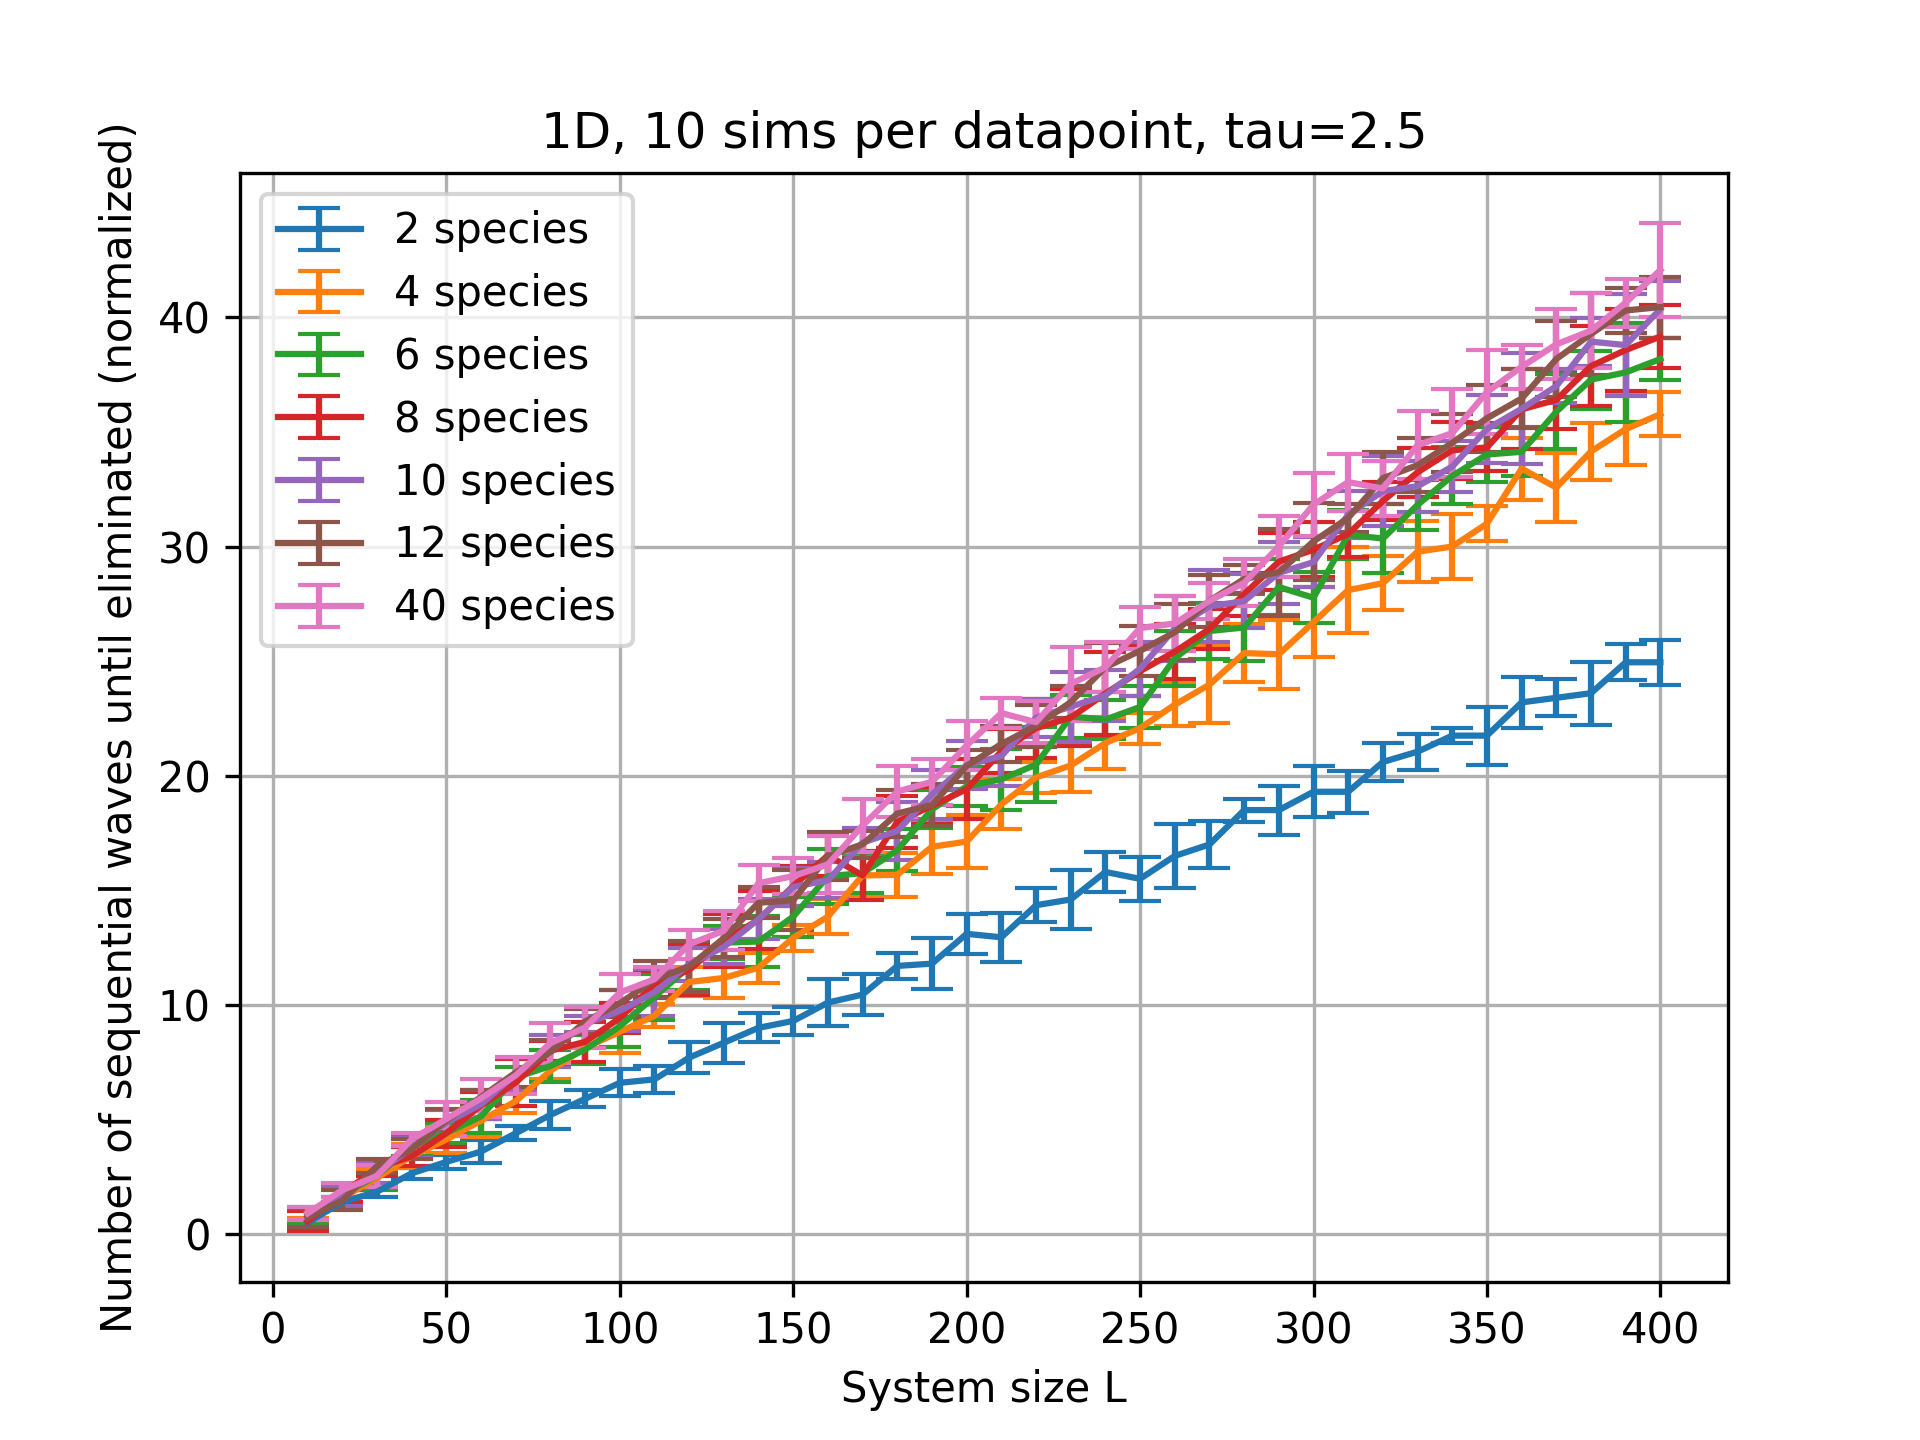 1D, 10 sims per datapoint, tau=2.5
Number of sequential waves until eliminated (normalized)
40
30
20
10
0
2 species
4 species
6 species
8 species
10 species
12 species
40 species
0 50 100 150 200 250 300 350 400
System size L